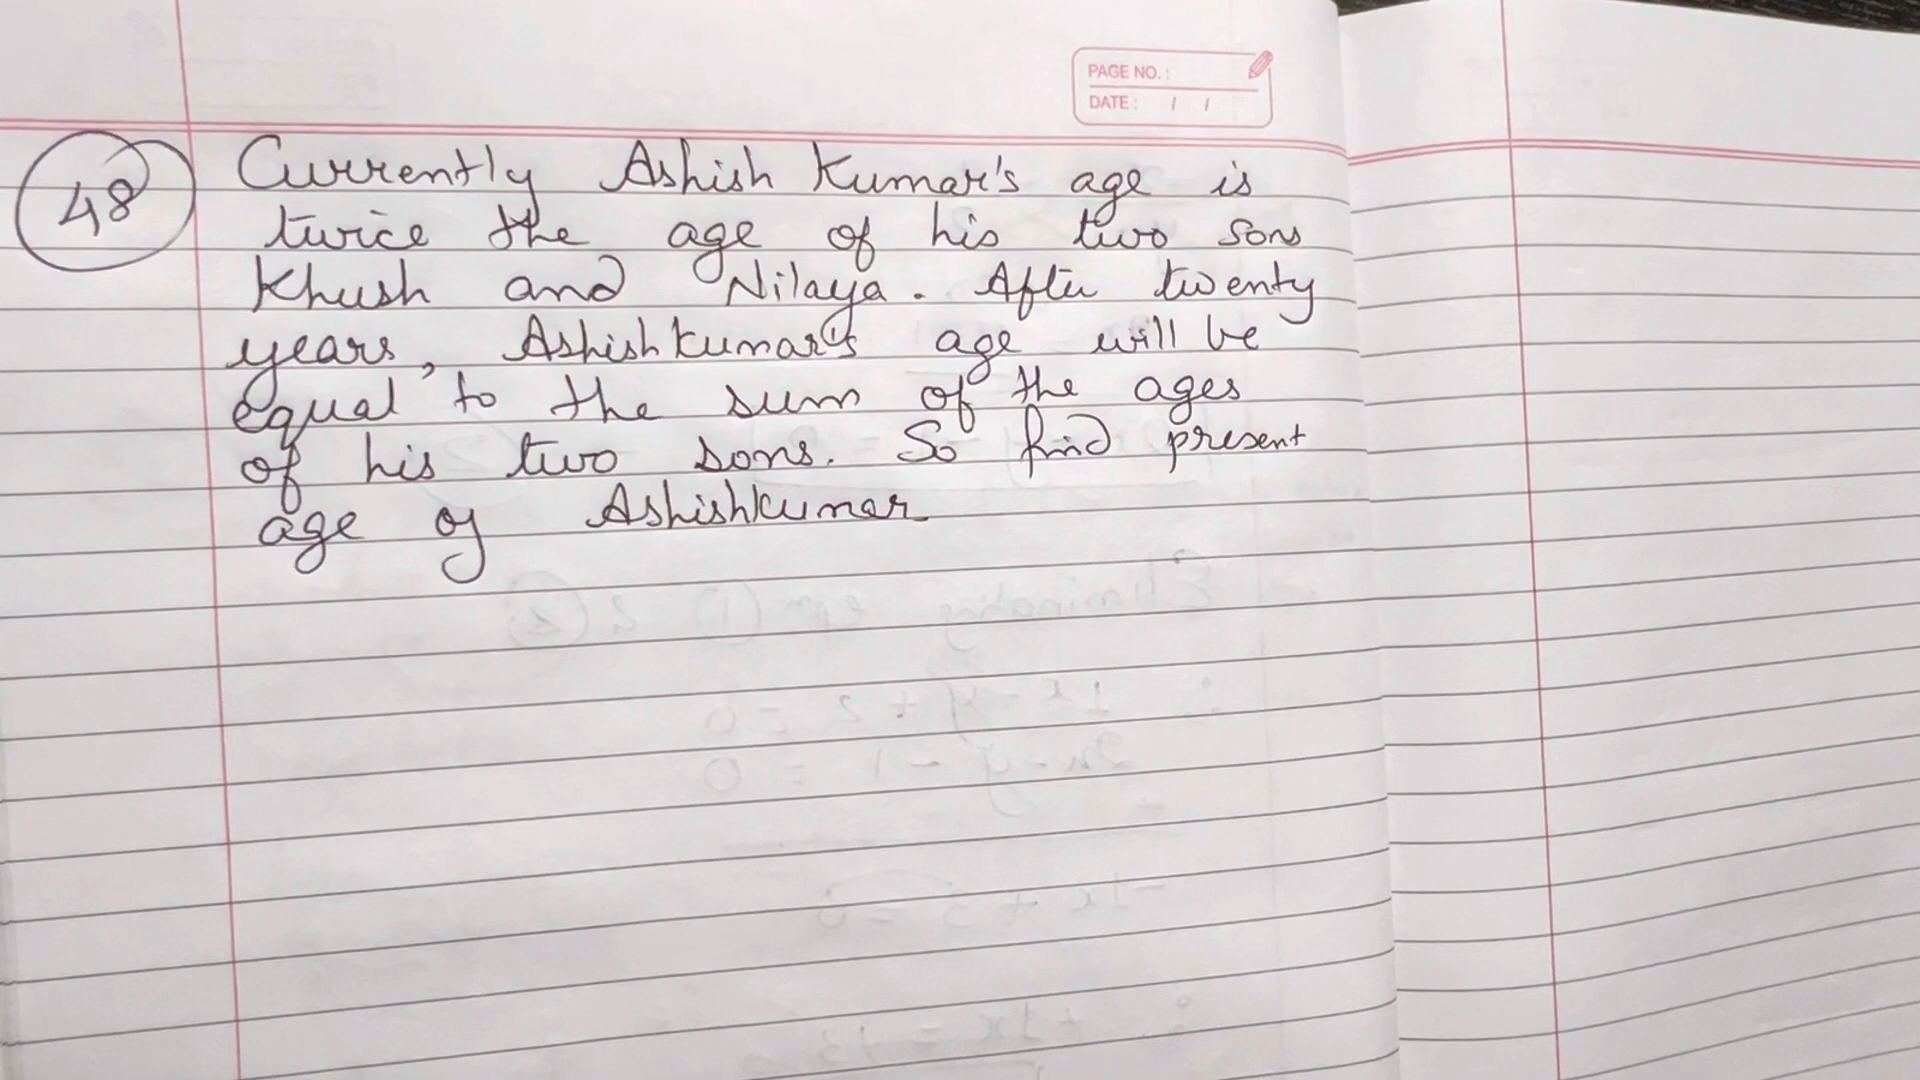 PAGE NO. :
DATE : / /
48
Currently Ashish Kumar's age is
twice the age of his two sons
Khush and Nilaya. After twenty
years, Ashishkumar's age will be
equal to the sum of the ages
of his two sons. So find present
age of Ashishkumar